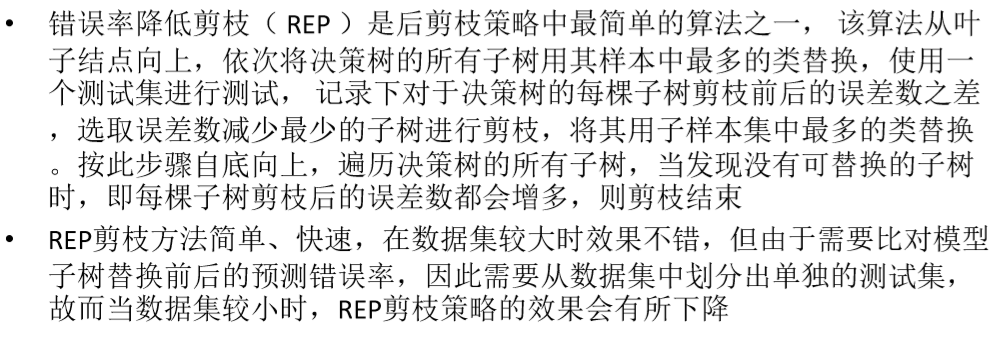 • 错误率降低剪枝（ REP ）是后剪枝策略中最简单的算法之一， 该算法从叶
子结点向上，依次将决策树的所有子树用其样本中最多的类替换，使用一
个测试集进行测试， 记录下对于决策树的每棵子树剪枝前后的误差数之差
，选取误差数减少最少的子树进行剪枝，将其用子样本集中最多的类替换
。按此步骤自底向上，遍历决策树的所有子树，当发现没有可替换的子树
时，即每棵子树剪枝后的误差数都会增多，则剪枝结束
• REP剪枝方法简单、快速，在数据集较大时效果不错，但由于需要比对模型
子树替换前后的预测错误率，因此需要从数据集中划分出单独的测试集，
故而当数据集较小时，REP剪枝策略的效果会有所下降